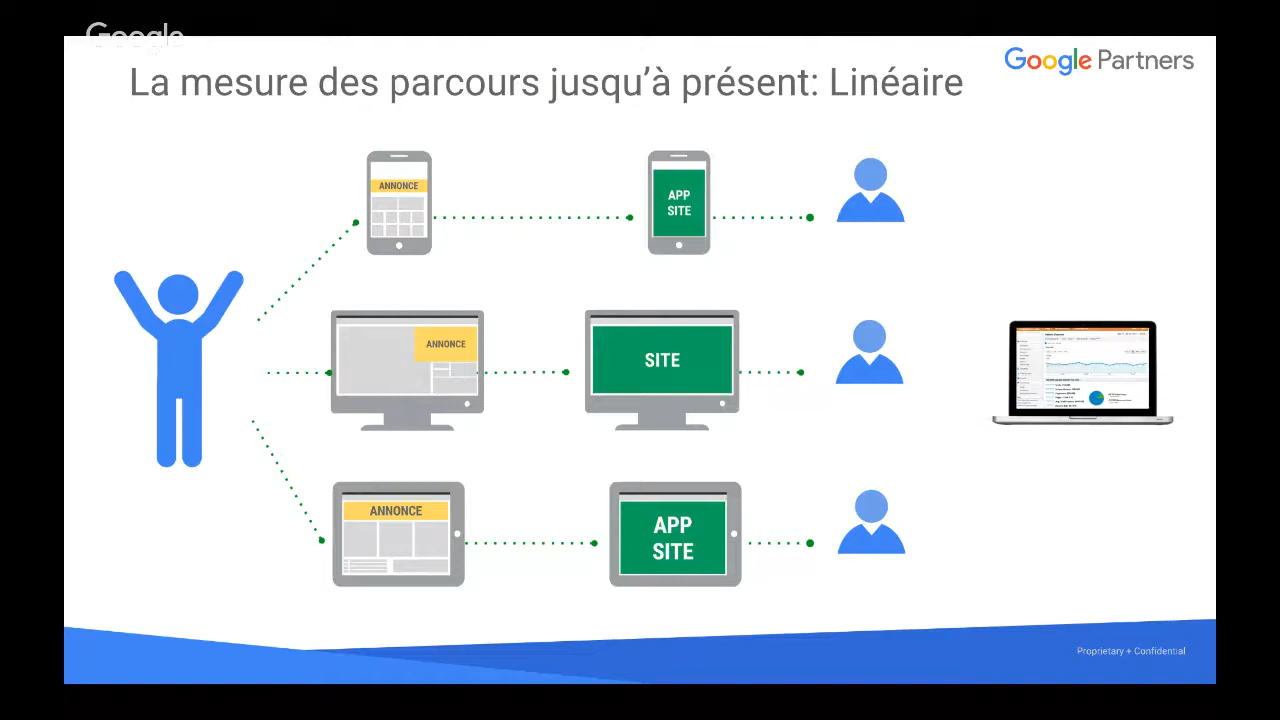 Google
Google Partners
La mesure des parcours jusqu'à présent: Linéaire
ANNONCE
APP
SITE
ANNONCE
SITE
ANNONCE
APP
SITE
Proprietary + Confidential